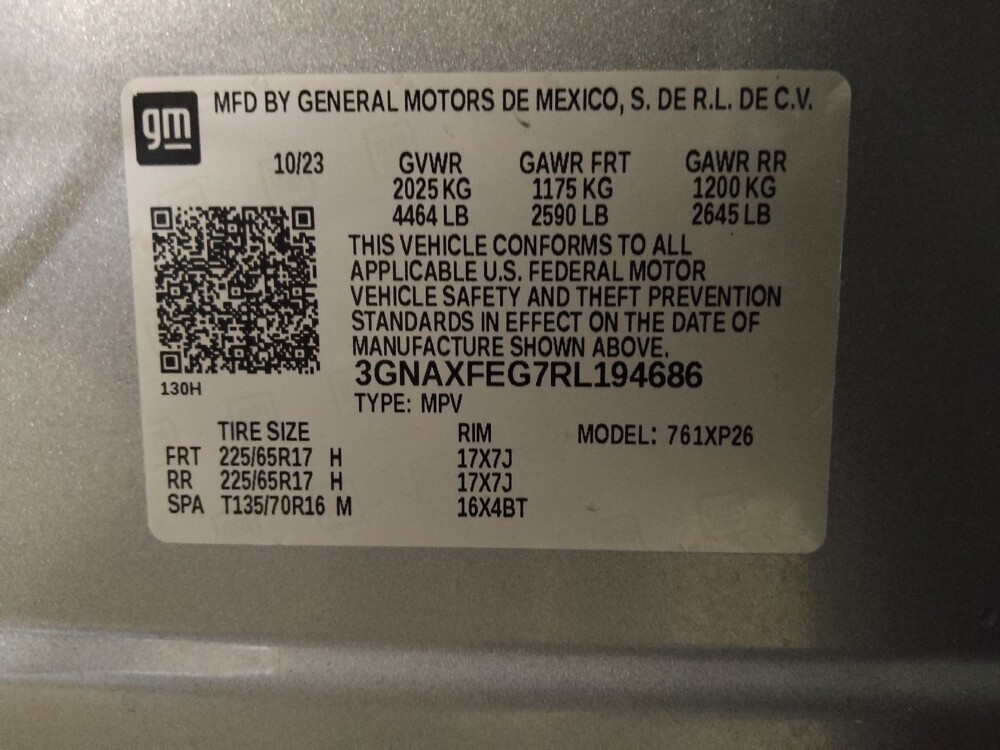 gm MFD BY GENERAL MOTORS DE MEXICO, S. DE R.L. DE C.V.
10/23 GVWR GAWR FRT GAWR RR
2025 KG 1175 KG 1200 KG
4464 LB 2590 LB 2645 LB
THIS VEHICLE CONFORMS TO ALL
APPLICABLE U.S. FEDERAL MOTOR
VEHICLE SAFETY AND THEFT PREVENTION
STANDARDS IN EFFECT ON THE DATE OF
MANUFACTURE SHOWN ABOVE.
3GNAXFEG7RL194686
130H
TYPE: MPV
TIRE SIZE RIM MODEL: 761XP26
FRT 225/65R17 H 17X7J
RR 225/65R17 H 17X7J
SPA T135/70R16 M 16X4BT